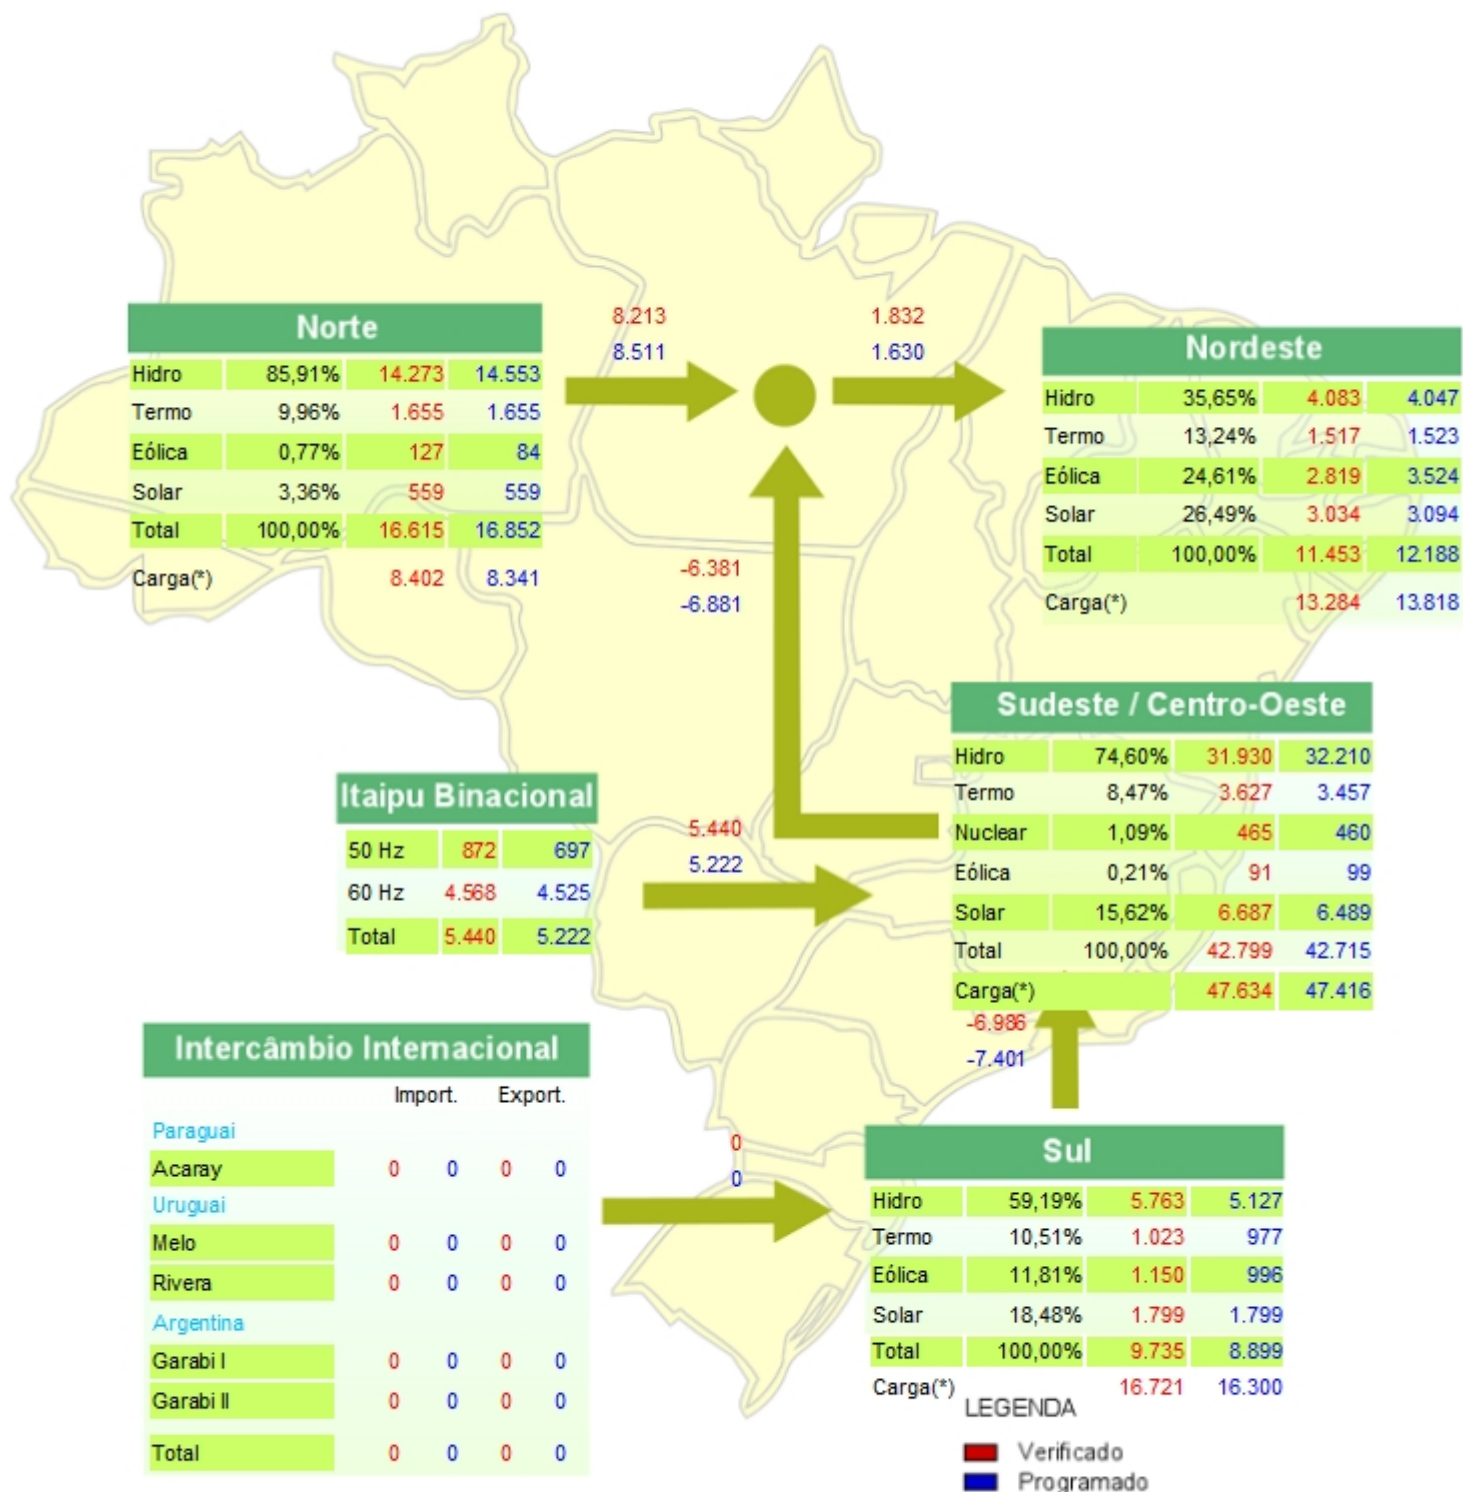 Norte
Hidro 85,91% 14.273 14.553
Termo 9,96% 1.655 1.655
Eólica 0,77% 127 84
Solar 3,36% 559 559
Total 100,00% 16.615 16.852
Carga(*) 8.402 8.341
8.213
8.511
1.832
1.630
Nordeste
Hidro 35,65% 4.083 4.047
Termo 13,24% 1.517 1.523
Eólica 24,61% 2.819 3.524
Solar 26,49% 3.034 3.094
Total 100,00% 11.453 12.188
Carga(*) 13.284 13.818
-6.381
-6.881
Sudeste / Centro-Oeste
Hidro 74,60% 31.930 32.210
Termo 8,47% 3.627 3.457
Nuclear 1,09% 465 460
Eólica 0,21% 91 99
Solar 15,62% 6.687 6.489
Total 100,00% 42.799 42.715
Carga(*) 47.634 47.416
Itaipu Binacional
50 Hz 872 697
60 Hz 4.568 4.525
Total 5.440 5.222
5.440
5.222
-6.986
-7.401
Intercâmbio Internacional
Import. Export.
Paraguai
Acaray 0 0 0 0
Uruguai
Melo 0 0 0 0
Rivera 0 0 0 0
Argentina
Garabi I 0 0 0 0
Garabi II 0 0 0 0
Total 0 0 0 0
0
0
Sul
Hidro 59,19% 5.763 5.127
Termo 10,51% 1.023 977
Eólica 11,81% 1.150 996
Solar 18,48% 1.799 1.799
Total 100,00% 9.735 8.899
Carga(*) 16.721 16.300
LEGENDA
Verificado
Programado